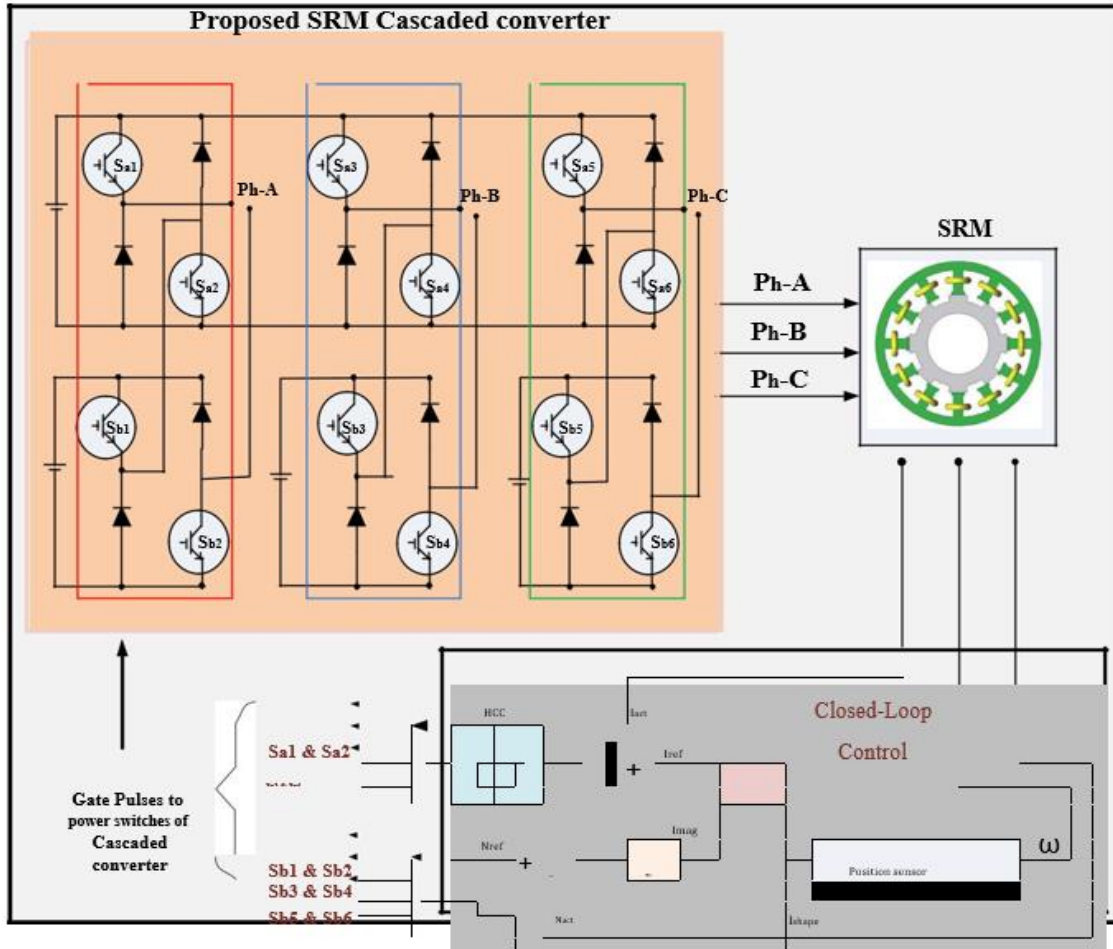 Proposed SRM Cascaded converter
Sa1
Sa3
Sa5
Ph-A
Ph-B
Ph-C
Sa2
Sa4
Sa6
SRM
Ph-A
Ph-B
Ph-C
Sb1
Sb3
Sb5
Sb2
Sb4
Sb6
HCC
Iact
Closed-Loop
Control
Sa1 & Sa2
Iref
+
Gate Pulses to
power switches of
Cascaded
converter
Nref
+
Imag
ω
Sb1 & Sb2
Position sensor
Sb3 & Sb4
Sb5 & Sb6
Nact
Ishape